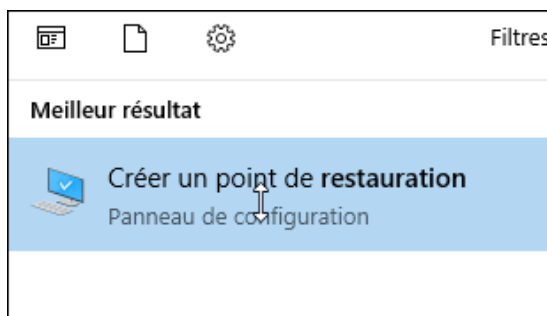 Filtres
Meilleur résultat
Créer un point de restauration
Panneau de configuration